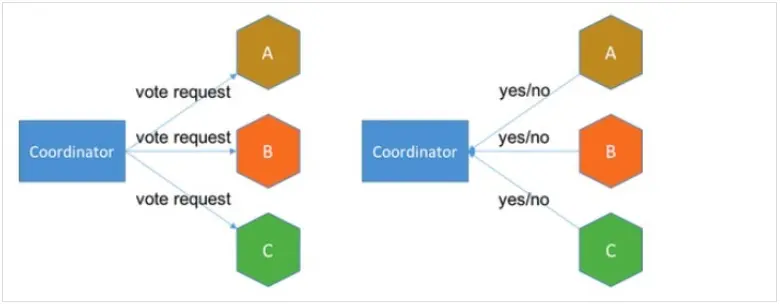 A
vote request
vote request
Coordinator
B
vote request
C
A
yes/no
yes/no
Coordinator
B
yes/no
C